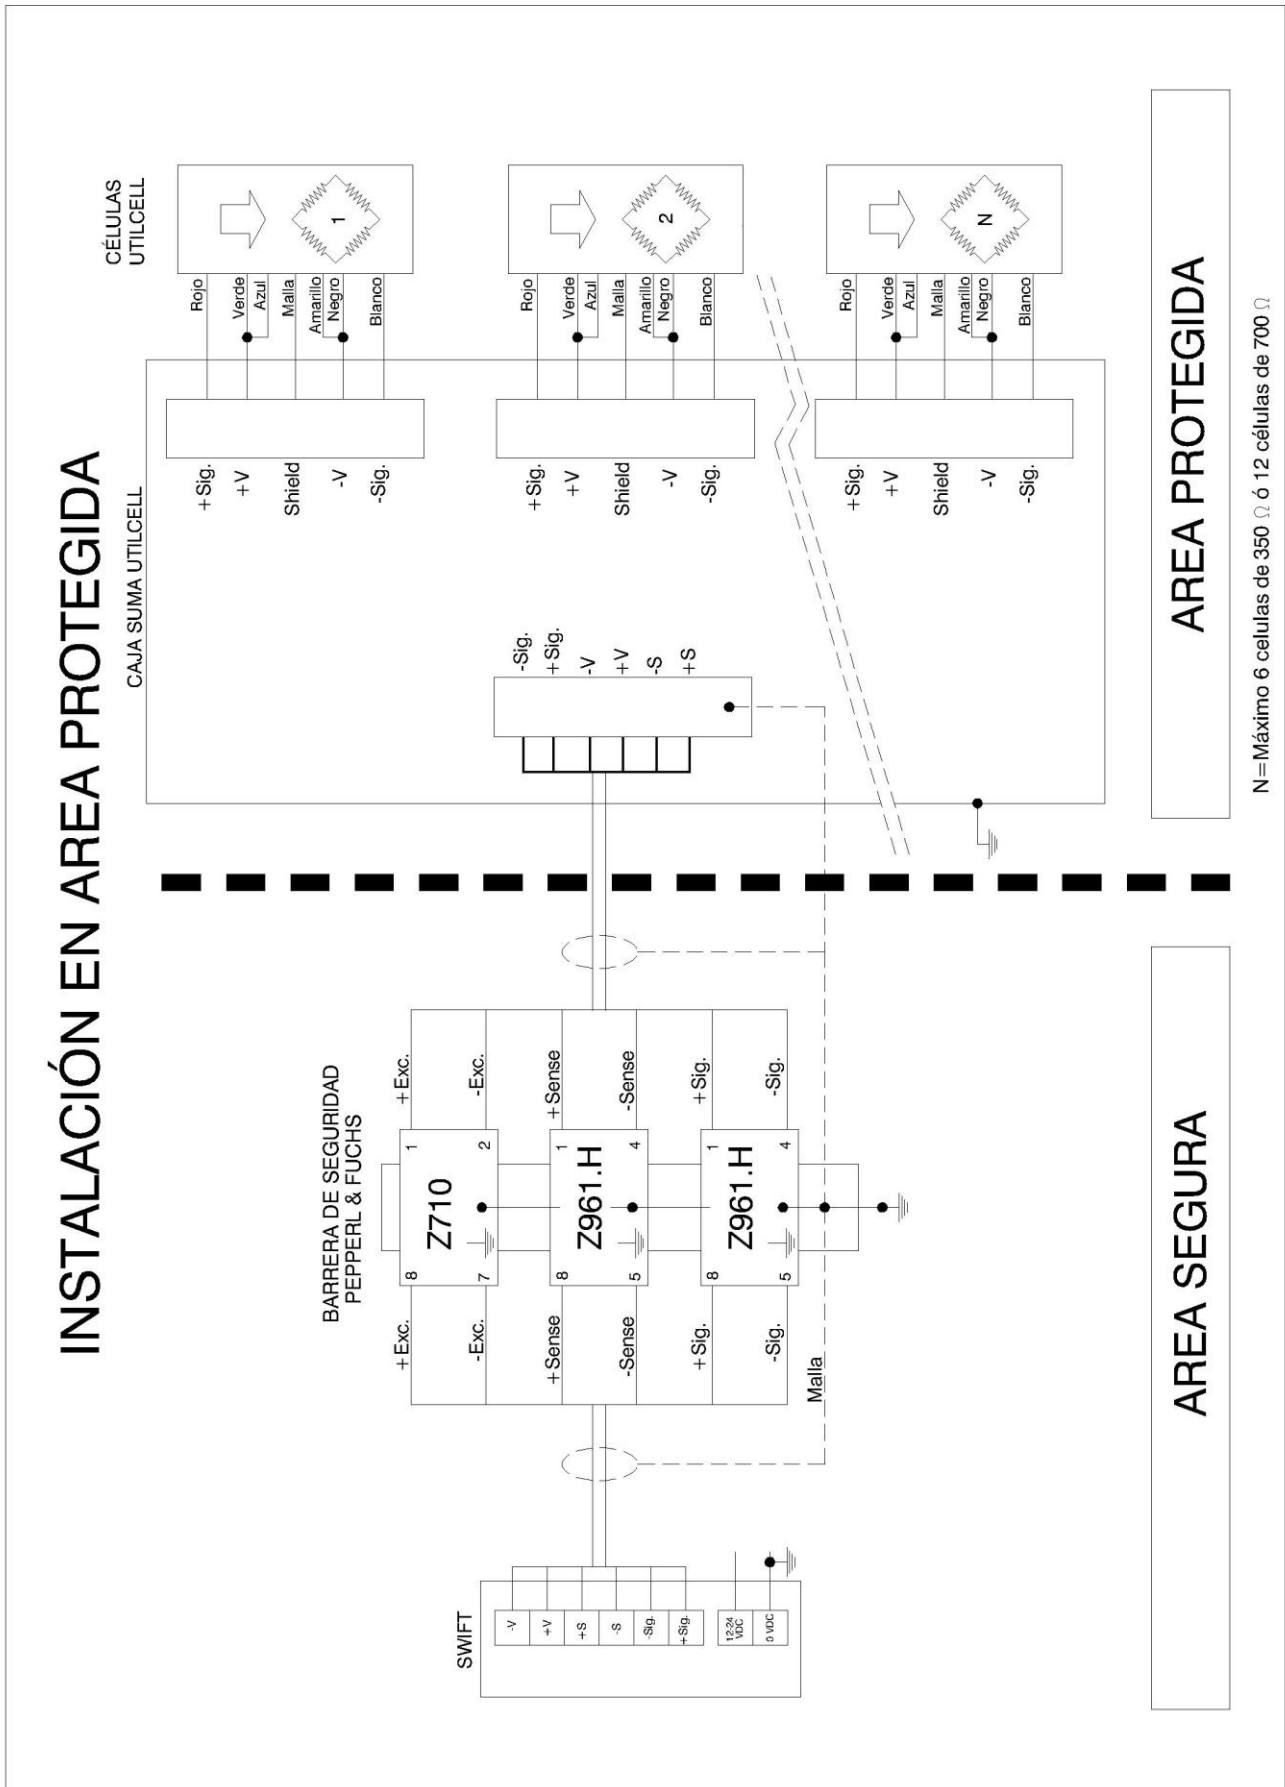 INSTALACIÓN EN AREA PROTEGIDA
SWIFT
-V
+V
+S
-S
-Sig.
+Sig.
12-24
VDC
0 VDC
BARRERA DE SEGURIDAD
PEPPERL & FUCHS
+Exc.
8
Z710
1
+Exc.
-Exc.
7
2
-Exc.
+Sense
8
Z961.H
1
+Sense
-Sense
5
4
-Sense
+Sig.
8
Z961.H
1
+Sig.
-Sig.
5
4
-Sig.
Malla
CAJA SUMA UTILCELL
-Sig.
+Sig.
-V
+V
-S
+S
+Sig.
+V
Shield
-V
-Sig.
+Sig.
+V
Shield
-V
-Sig.
+Sig.
+V
Shield
-V
-Sig.
CÉLULAS
UTILCELL
Rojo
Verde
Azul
Malla
Amarillo
Negro
Blanco
1
Rojo
Verde
Azul
Malla
Amarillo
Negro
Blanco
2
Rojo
Verde
Azul
Malla
Amarillo
Negro
Blanco
N
AREA SEGURA
AREA PROTEGIDA
N=Máximo 6 celulas de 350 Ω ó 12 células de 700 Ω